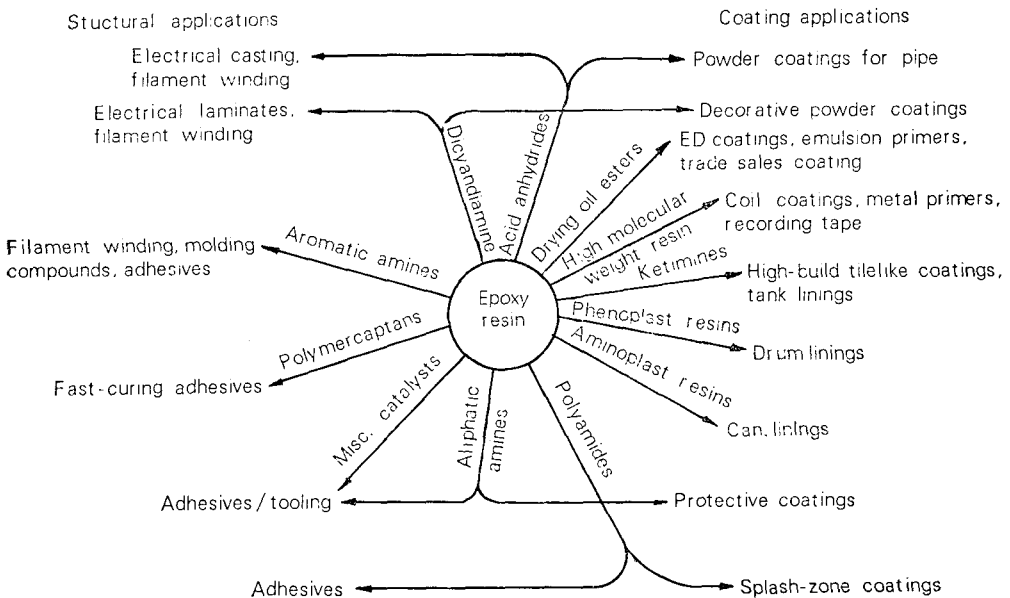 Stuctural applications
Coating applications
Electrical casting,
filament winding
Powder coatings for pipe
Electrical laminates,
filament winding
Decorative powder coatings
ED coatings, emulsion primers,
trade sales coating
Coil coatings, metal primers,
recording tape
Filament winding, molding
compounds, adhesives
High-build tilelike coatings,
tank linings
Drum linings
Fast-curing adhesives
Can linings
Adhesives/tooling
Protective coatings
Adhesives
Splash-zone coatings
Epoxy
resin
Dicyandiamine
Acid anhydrides
Drying oil esters
High molecular
weight resin
Ketimines
Phenoplast resins
Aminoplast resins
Polyamides
Aliphatic
amines
Misc. catalysts
Polymercaptans
Aromatic amines